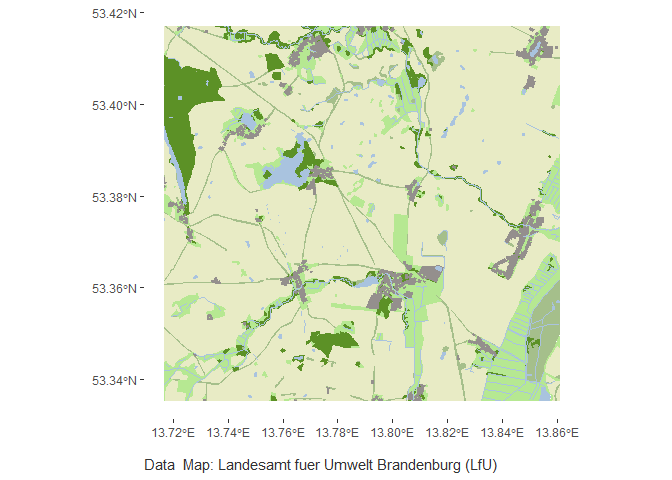 53.42°N
53.40°N
53.38°N
53.36°N
53.34°N
13.72°E 13.74°E 13.76°E 13.78°E 13.80°E 13.82°E 13.84°E 13.86°E
Data Map: Landesamt fuer Umwelt Brandenburg (LfU)